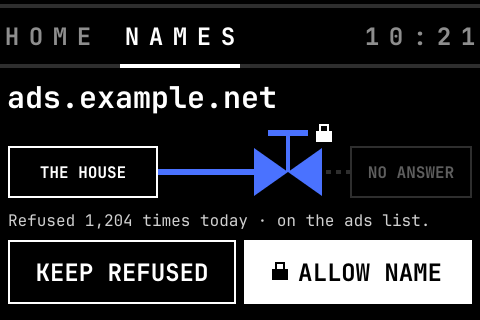 HOME NAMES 10:21
ads.example.net
THE HOUSE NO ANSWER
Refused 1,204 times today · on the ads list.
KEEP REFUSED ALLOW NAME